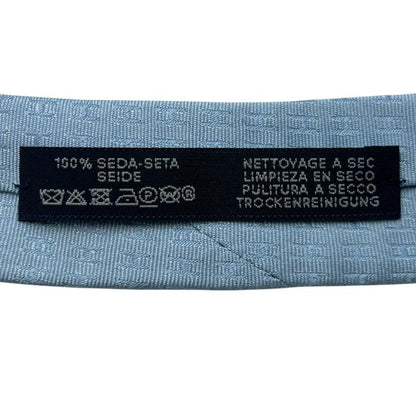 100% SEDA-SETA
SEIDE
NETTOYAGE A SEC
LIMPIEZA EN SECO
PULITURA A SECCO
TROCKENREINIGUNG